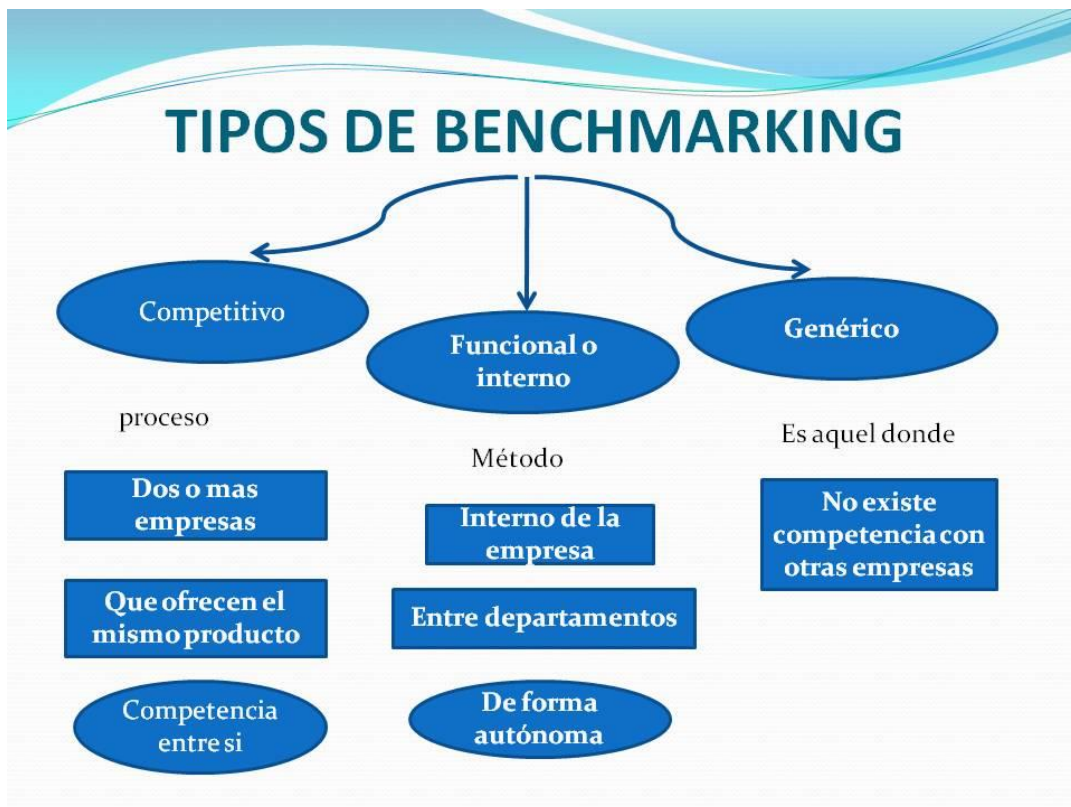 TIPOS DE BENCHMARKING
Competitivo
proceso
Dos o mas
empresas
Que ofrecen el
mismo producto
Competencia
entre si
Funcional o
interno
Método
Interno de la
empresa
Entre departamentos
De forma
autónoma
Genérico
Es aquel donde
No existe
competencia con
otras empresas